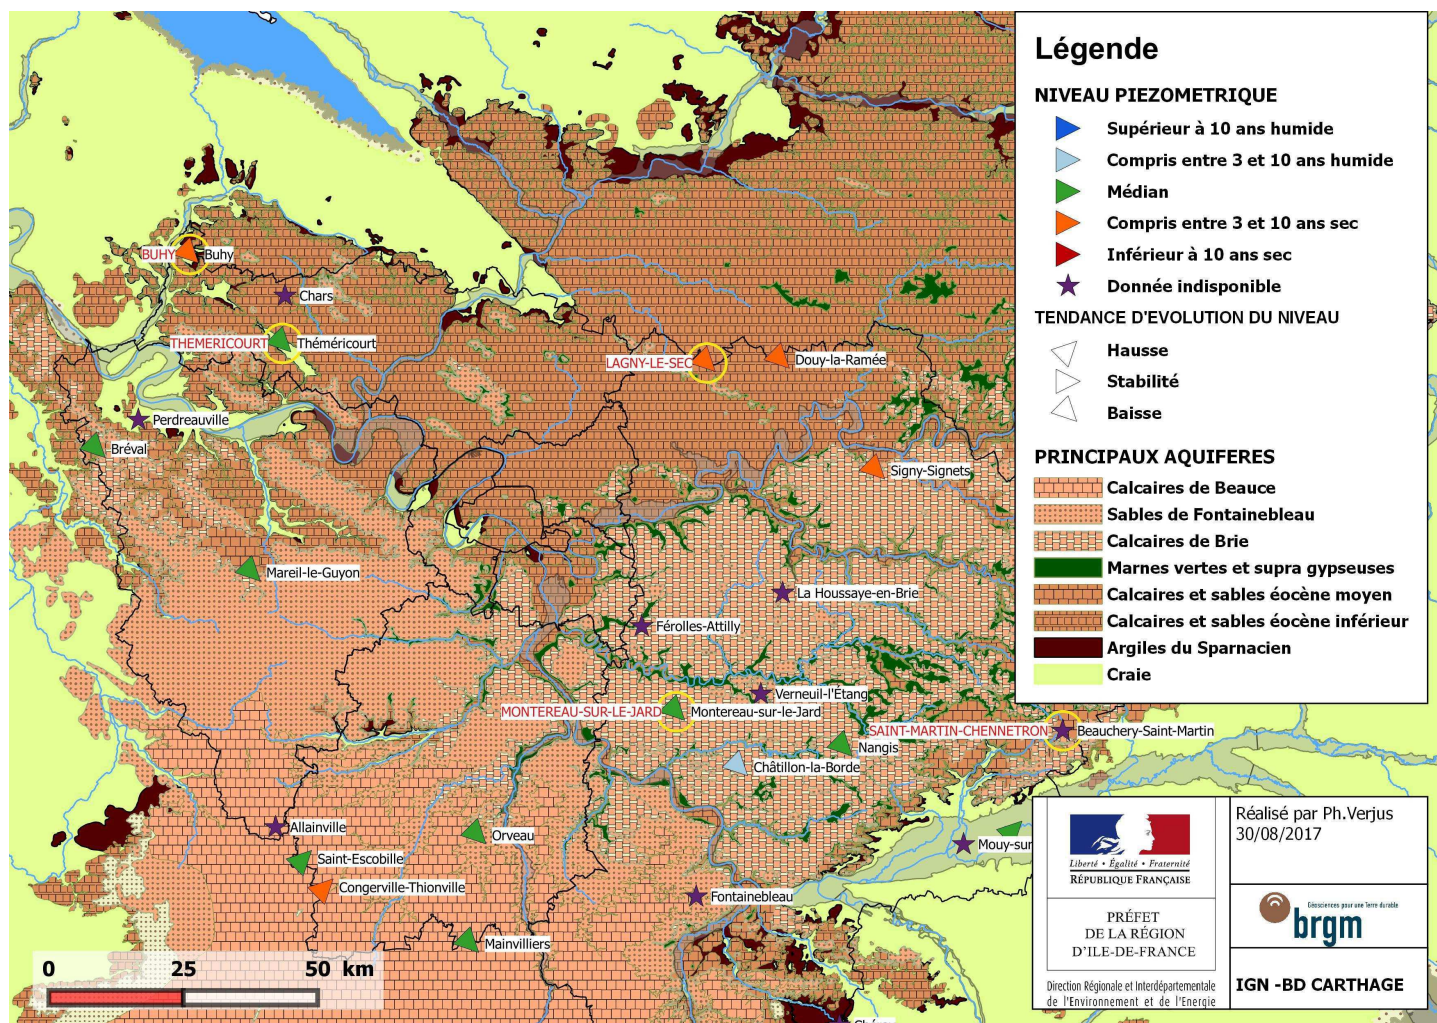 Légende
NIVEAU PIEZOMETRIQUE
Supérieur à 10 ans humide
Compris entre 3 et 10 ans humide
Médian
Compris entre 3 et 10 ans sec
Inférieur à 10 ans sec
Donnée indisponible
TENDANCE D'EVOLUTION DU NIVEAU
Hausse
Stabilité
Baisse
PRINCIPAUX AQUIFERES
Calcaires de Beauce
Sables de Fontainebleau
Calcaires de Brie
Marnes vertes et supra gypseuses
Calcaires et sables éocène moyen
Calcaires et sables éocène inférieur
Argiles du Sparnacien
Craie
BUHY
Buhy
Chars
THEMERICOURT
Théméricourt
LAGNY-LE-SEC
Douy-la-Ramée
Perdreauville
Bréval
Signy-Signets
Mareil-le-Guyon
La Houssaye-en-Brie
Férolles-Attilly
Verneuil-l'Étang
MONTEREAU-SUR-LE-JARD
Montereau-sur-le-Jard
SAINT-MARTIN-CHENNETRON
Beauchery-Saint-Martin
Nangis
Châtillon-la-Borde
Allainville
Orveau
Mouy-sur
Saint-Escobille
Congerville-Thionville
Fontainebleau
Mainvilliers
0 25 50 km
Liberté • Égalité • Fraternité
RÉPUBLIQUE FRANÇAISE
PRÉFET
DE LA RÉGION
D'ILE-DE-FRANCE
Direction Régionale et Interdépartementale
de l'Environnement et de l'Energie
Réalisé par Ph.Verjus
30/08/2017
Géosciences pour une Terre durable
brgm
IGN -BD CARTHAGE